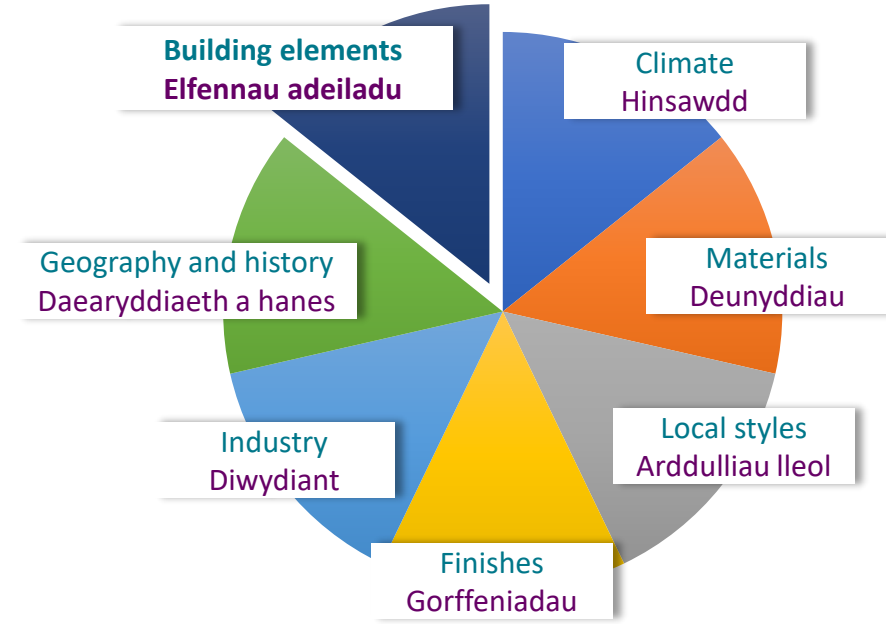 Building elements
Elfennau adeiladu
Climate
Hinsawdd
Materials
Deunyddiau
Local styles
Arddulliau lleol
Finishes
Gorffeniadau
Industry
Diwydiant
Geography and history
Daearyddiaeth a hanes